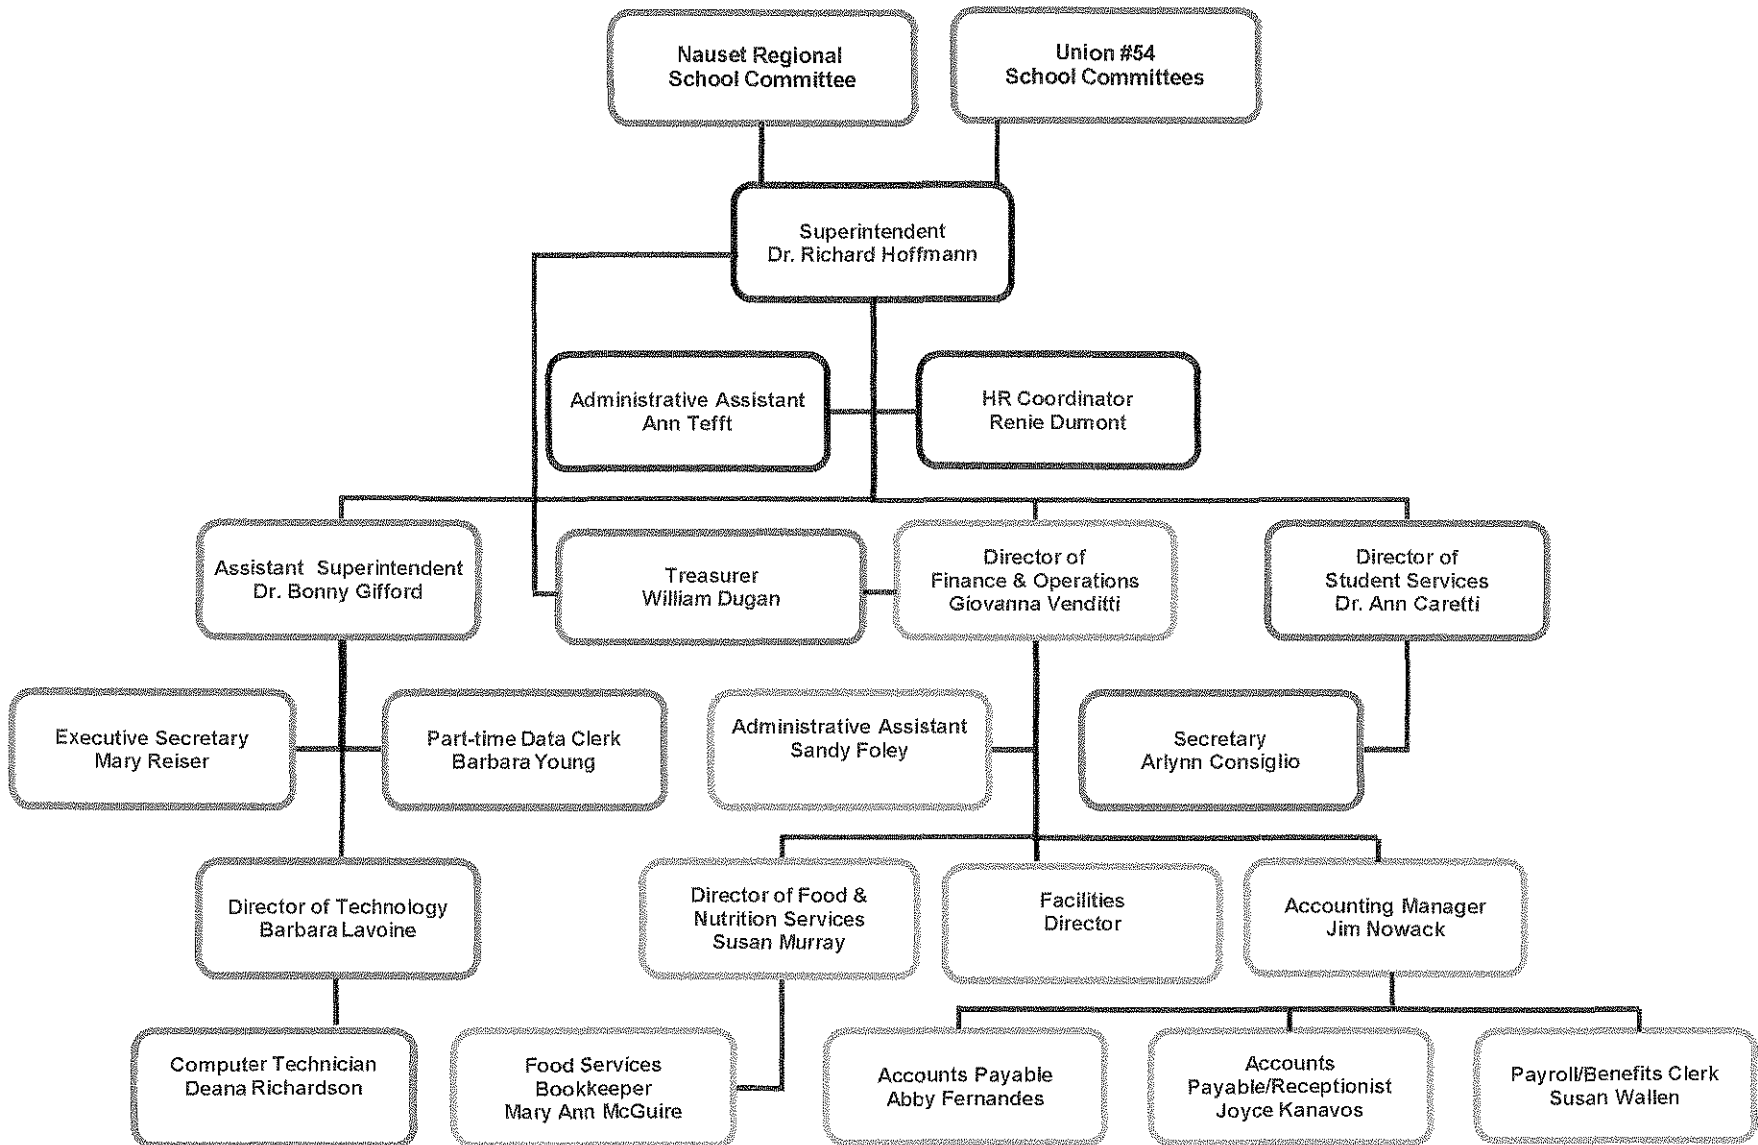 Nauset Regional
School Committee
Union #54
School Committees
Superintendent
Dr. Richard Hoffmann
Administrative Assistant
Ann Tefft
HR Coordinator
Renie Dumont
Assistant Superintendent
Dr. Bonny Gifford
Treasurer
William Dugan
Director of
Finance & Operations
Giovanna Venditti
Director of
Student Services
Dr. Ann Caretti
Executive Secretary
Mary Reiser
Part-time Data Clerk
Barbara Young
Administrative Assistant
Sandy Foley
Secretary
Arlynn Consiglio
Director of Technology
Barbara Lavoine
Director of Food &
Nutrition Services
Susan Murray
Facilities
Director
Accounting Manager
Jim Nowack
Computer Technician
Deana Richardson
Food Services
Bookkeeper
Mary Ann McGuire
Accounts Payable
Abby Fernandes
Accounts
Payable/Receptionist
Joyce Kanavos
Payroll/Benefits Clerk
Susan Wallen